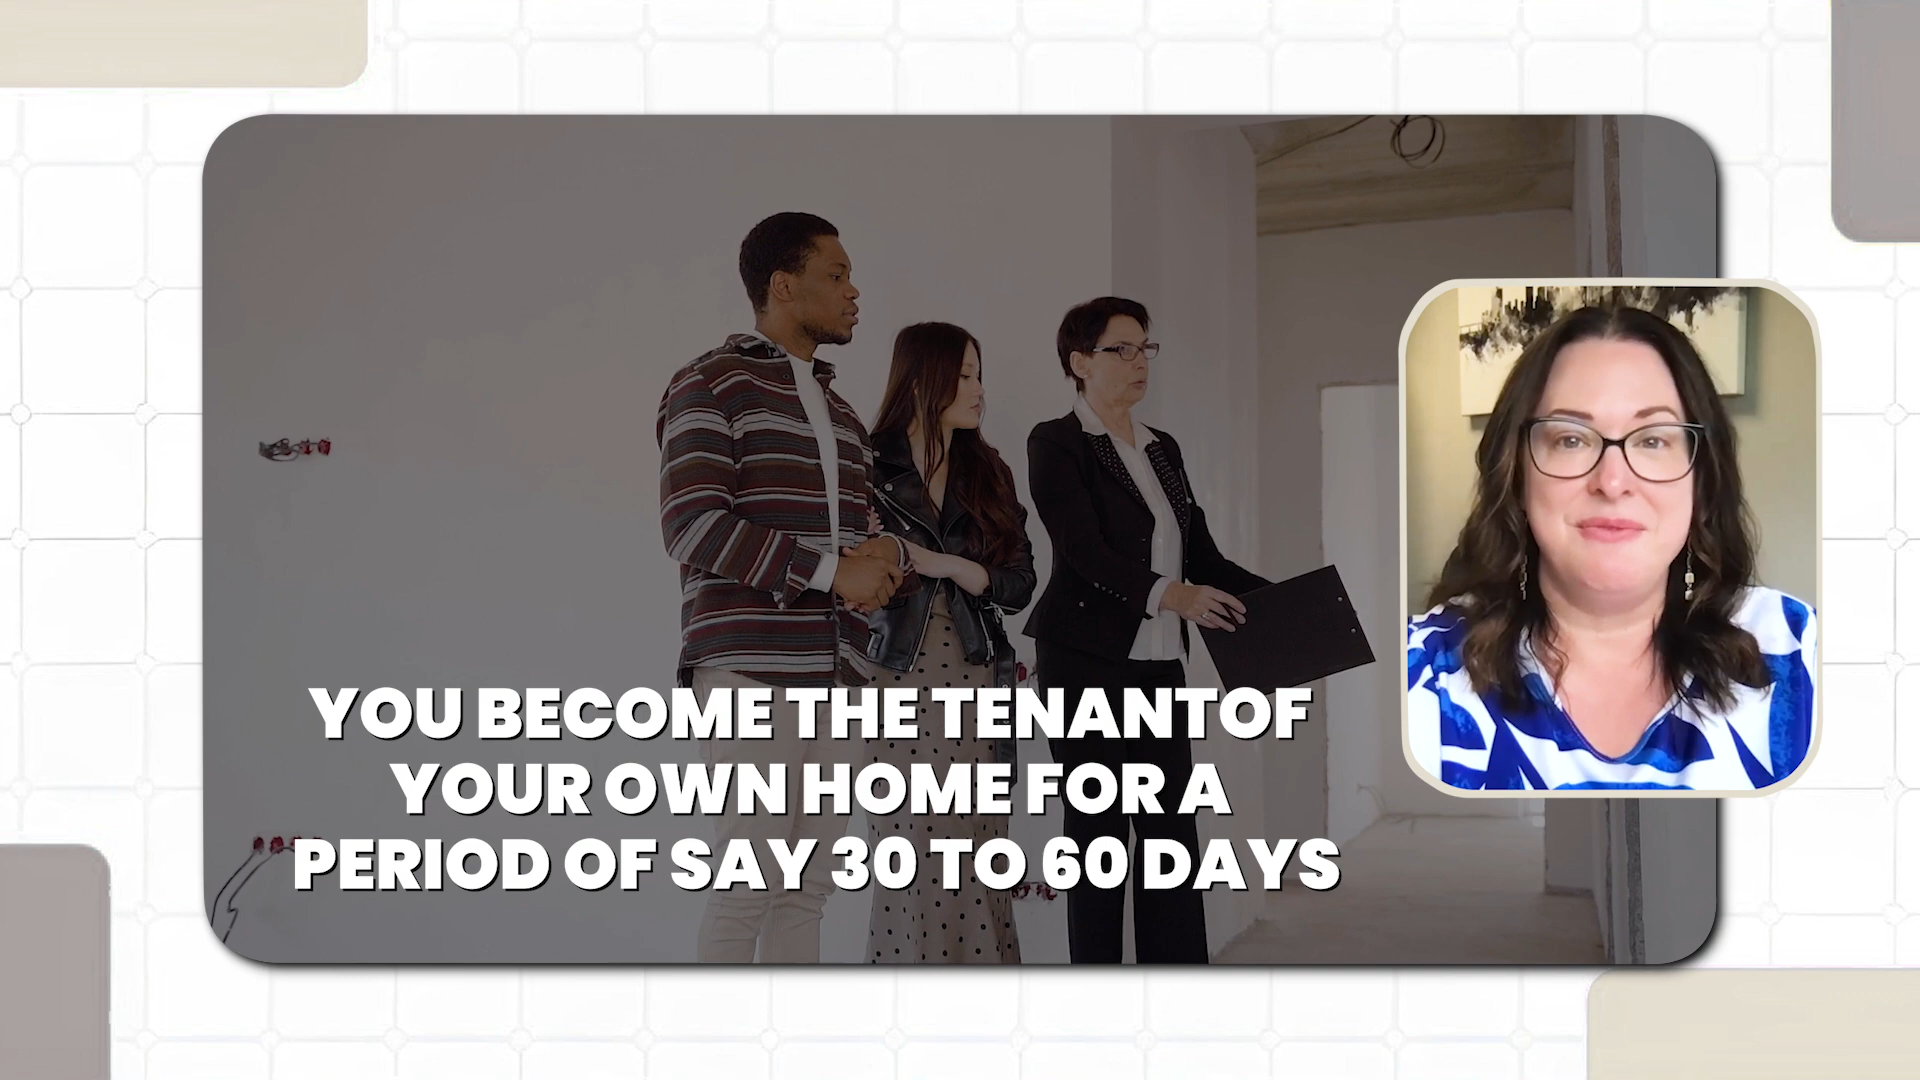 YOU BECOME THE TENANTOF
YOUR OWN HOME FOR A
PERIOD OF SAY 30 TO 60 DAYS